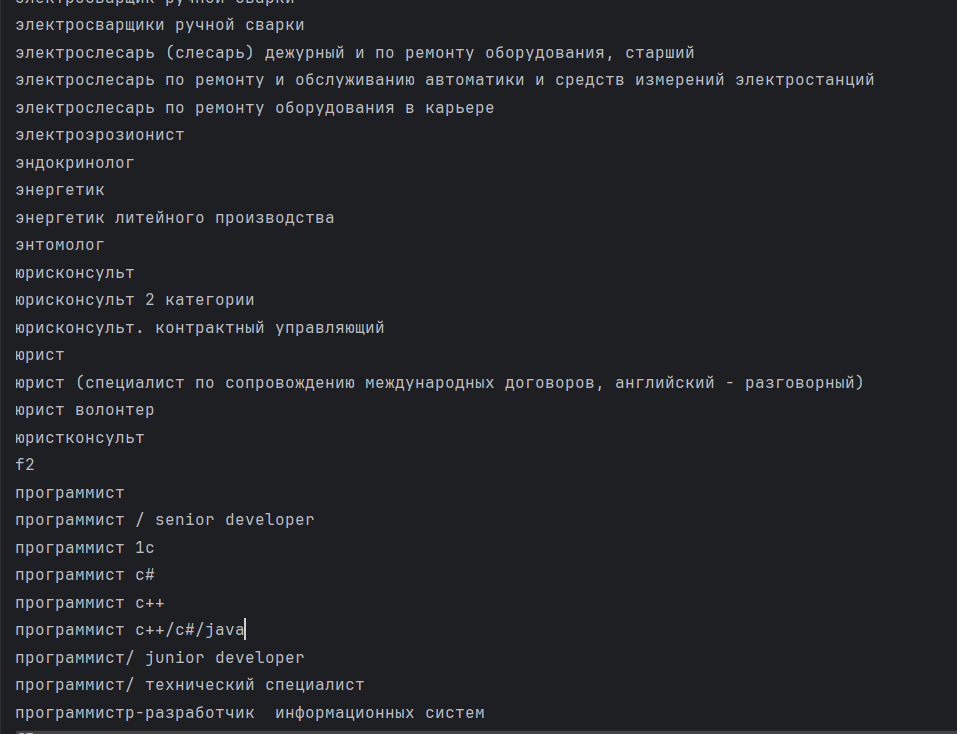 электросварщик ручной сварки
электросварщики ручной сварки
электрослесарь (слесарь) дежурный и по ремонту оборудования, старший
электрослесарь по ремонту и обслуживанию автоматики и средств измерений электростанций
электрослесарь по ремонту оборудования в карьере
электроэрозионист
эндокринолог
энергетик
энергетик литейного производства
энтомолог
юрисконсульт
юрисконсульт 2 категории
юрисконсульт. контрактный управляющий
юрист
юрист (специалист по сопровождению международных договоров, английский - разговорный)
юрист волонтер
юристконсульт
f2
программист
программист / senior developer
программист 1с
программист c#
программист c++
программист c++/c#/java
программист/ junior developer
программист/ технический специалист
программистр-разработчик  информационных систем